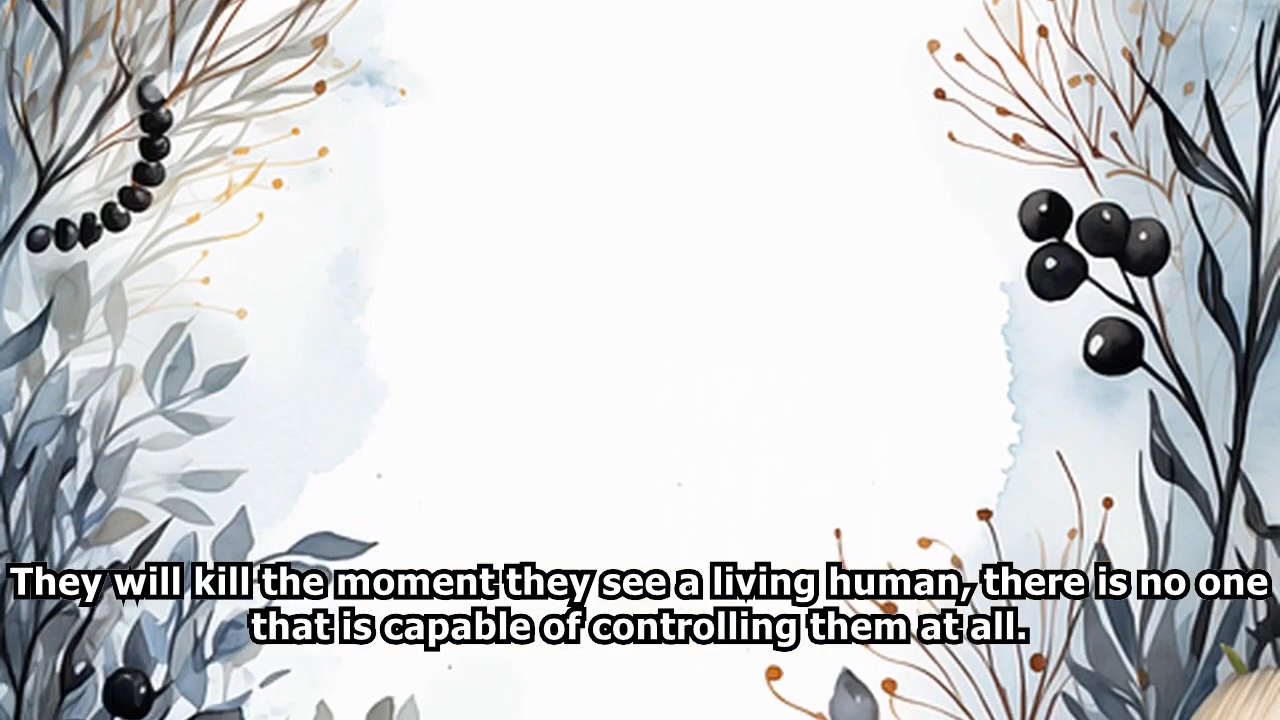 They will kill the moment they see a living human, there is no one
that is capable of controlling them at all.